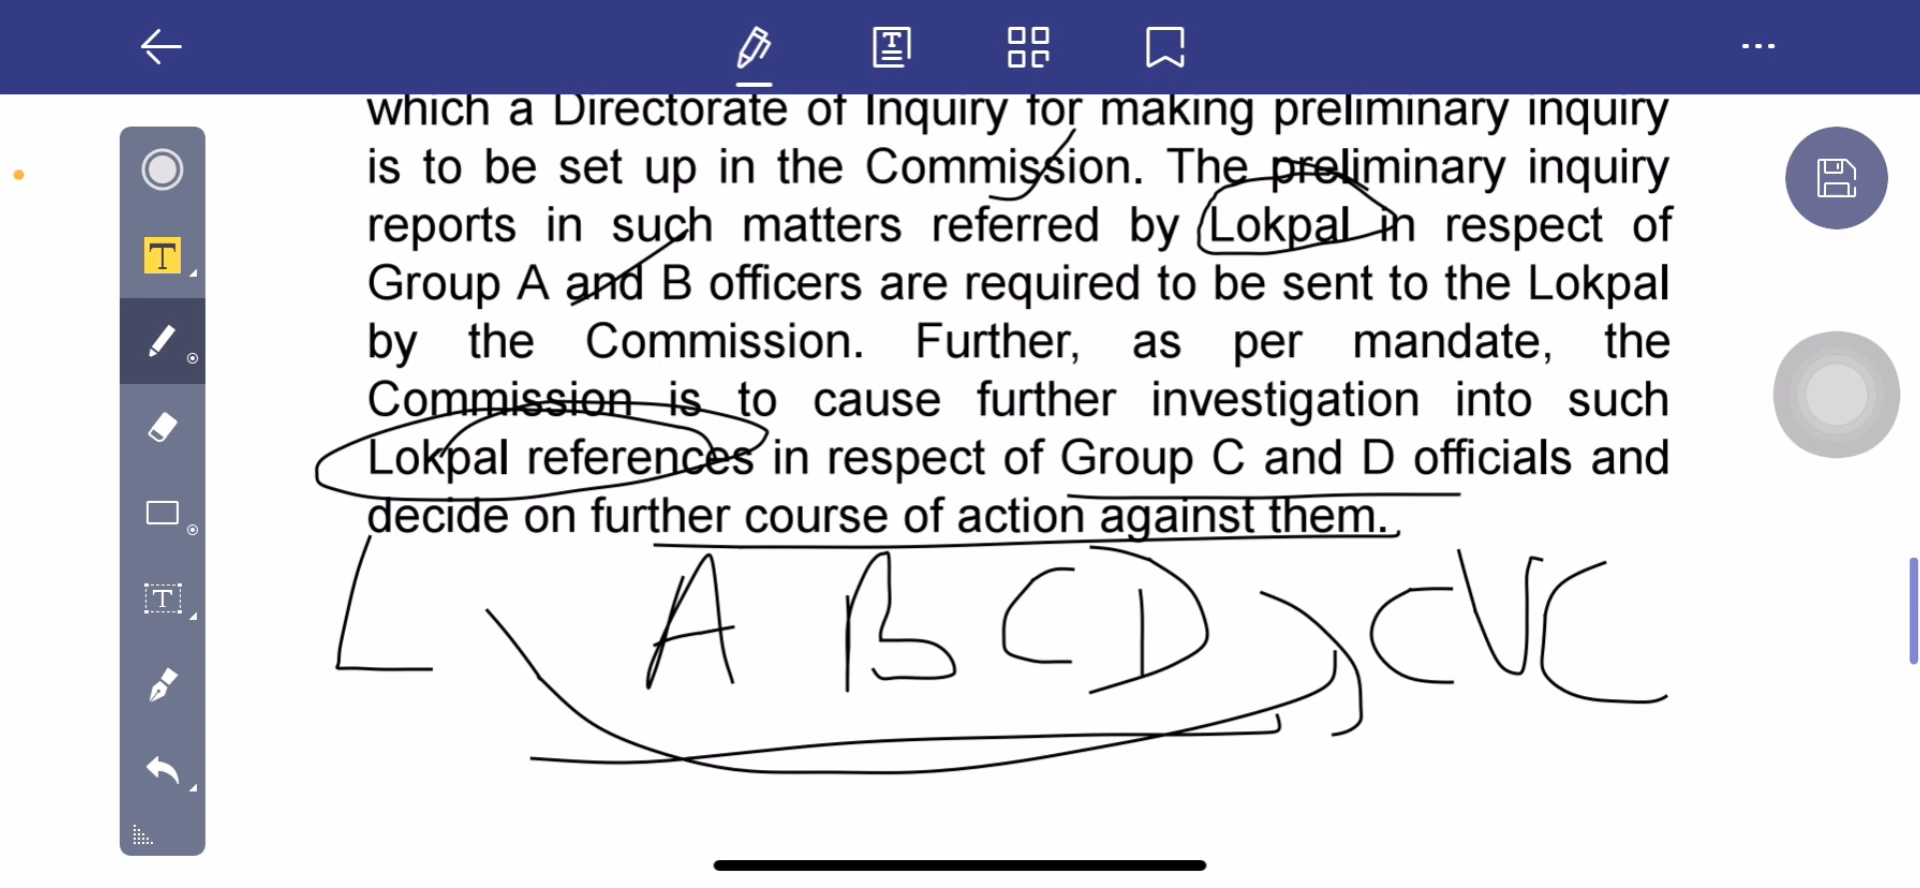 which a Directorate of Inquiry for making preliminary inquiry
is to be set up in the Commission. The preliminary inquiry
reports in such matters referred by Lokpal in respect of
Group A and B officers are required to be sent to the Lokpal
by the Commission. Further, as per mandate, the
Commission is to cause further investigation into such
Lokpal references in respect of Group C and D officials and
decide on further course of action against them.
L A B C D CVC